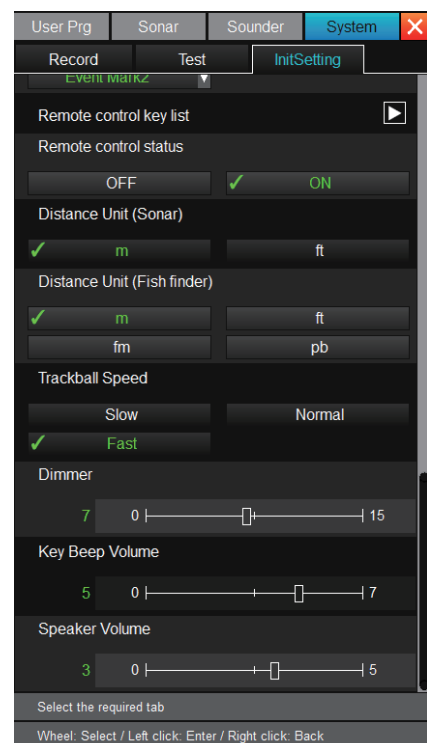 User Prg Sonar Sounder System X
Record Test InitSetting
Event Mark2
Remote control key list
Remote control status
OFF ✓ ON
Distance Unit (Sonar)
✓ m ft
Distance Unit (Fish finder)
✓ m ft
fm pb
Trackball Speed
Slow Normal
✓ Fast
Dimmer
7 0 15
Key Beep Volume
5 0 7
Speaker Volume
3 0 5
Select the required tab
Wheel: Select / Left click: Enter / Right click: Back